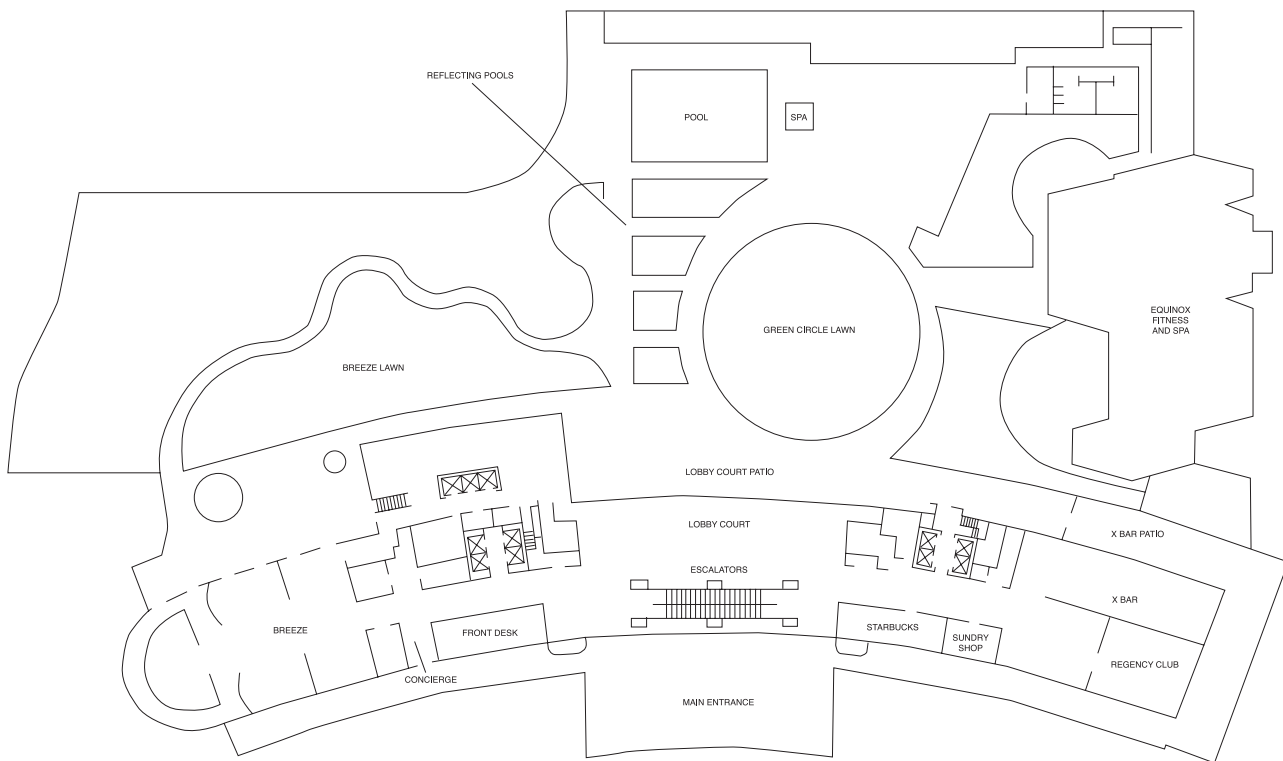 REFLECTING POOLS
POOL
SPA
EQUINOX
FITNESS
AND SPA
GREEN CIRCLE LAWN
BREEZE LAWN
LOBBY COURT PATIO
LOBBY COURT
X BAR PATIO
ESCALATORS
X BAR
BREEZE
FRONT DESK
STARBUCKS
SUNDRY
SHOP
REGENCY CLUB
CONCIERGE
MAIN ENTRANCE